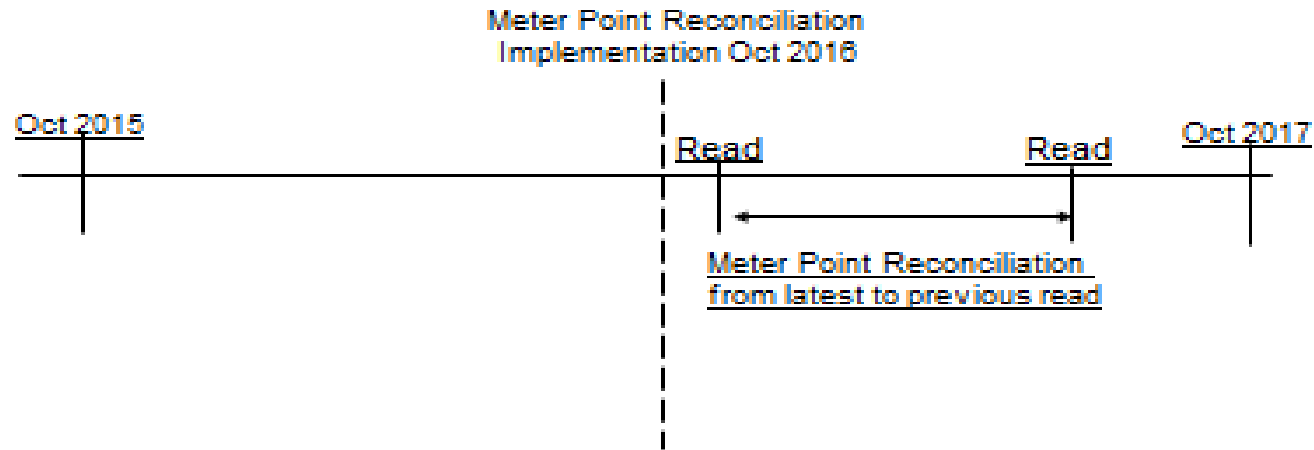 Meter Point Reconciliation
Implementation Oct 2016
Oct 2015
Read
Read
Oct 2017
Meter Point Reconciliation
from latest to previous read